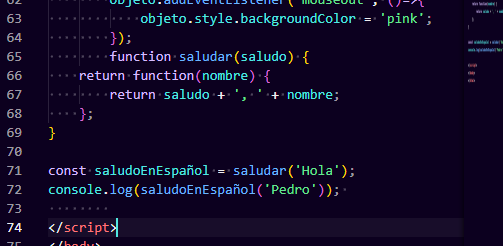 62 objeto.addEventListener('mouseout', ()=>{
63 objeto.style.backgroundColor = 'pink';
64 });
65 function saludar(saludo) {
66 return function(nombre) {
67 return saludo + ', ' + nombre;
68 };
69 }
70
71 const saludoEnEspañol = saludar('Hola');
72 console.log(saludoEnEspañol('Pedro'));
73
74 </script>
75 </body>